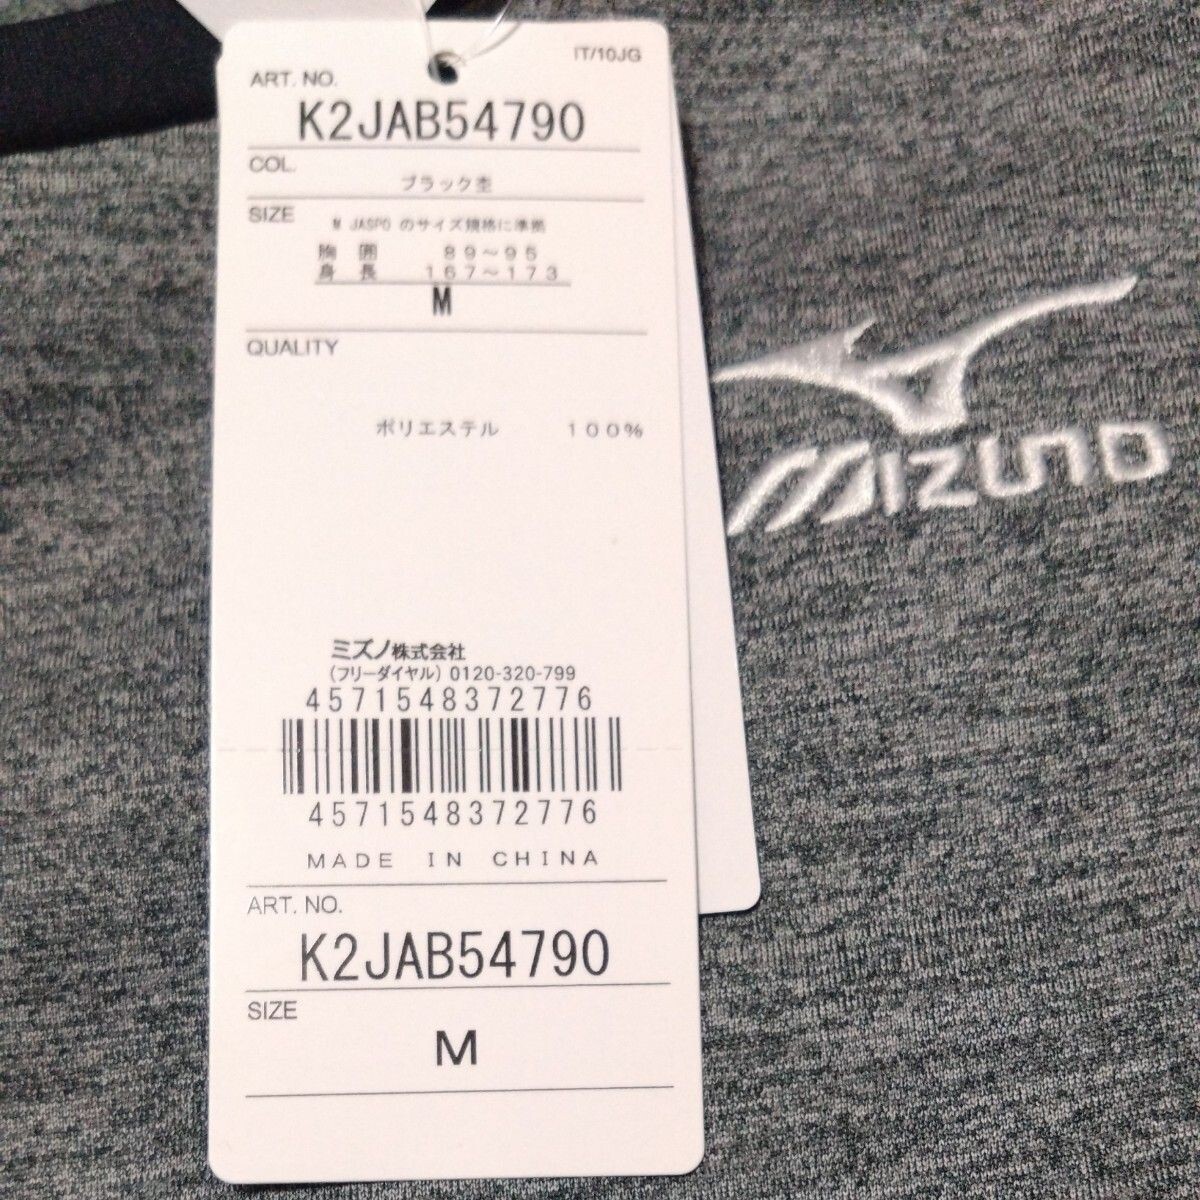 IT/10JG
ART. NO.
K2JAB54790
COL.
ブラック杢
SIZE
M JASPO のサイズ規格に準拠
胸 囲 89～95
身 長 167～173
M
QUALITY
ポリエステル 100%
ミズノ株式会社
(フリーダイヤル) 0120-320-799
4571548372776
4571548372776
MADE IN CHINA
ART. NO.
K2JAB54790
SIZE
M
MIZUNO